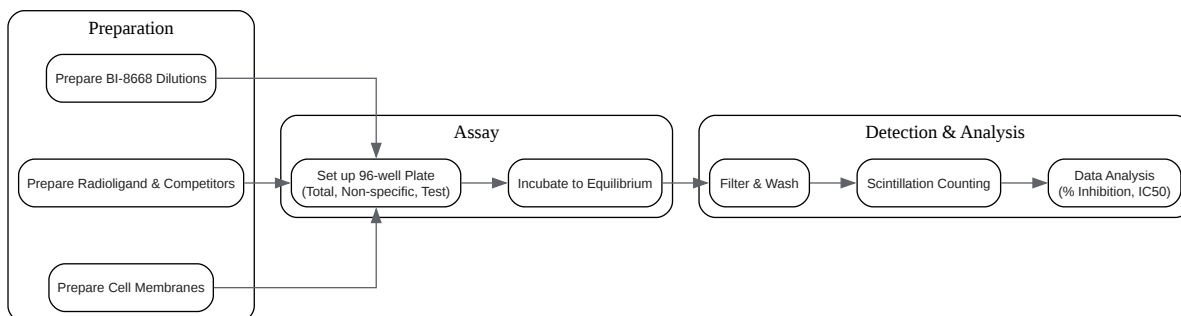 Preparation
Prepare BI-8668 Dilutions
Prepare Radioligand & Competitors
Prepare Cell Membranes
Assay
Set up 96-well Plate
(Total, Non-specific, Test)
Incubate to Equilibrium
Detection & Analysis
Filter & Wash
Scintillation Counting
Data Analysis
(% Inhibition, IC50)